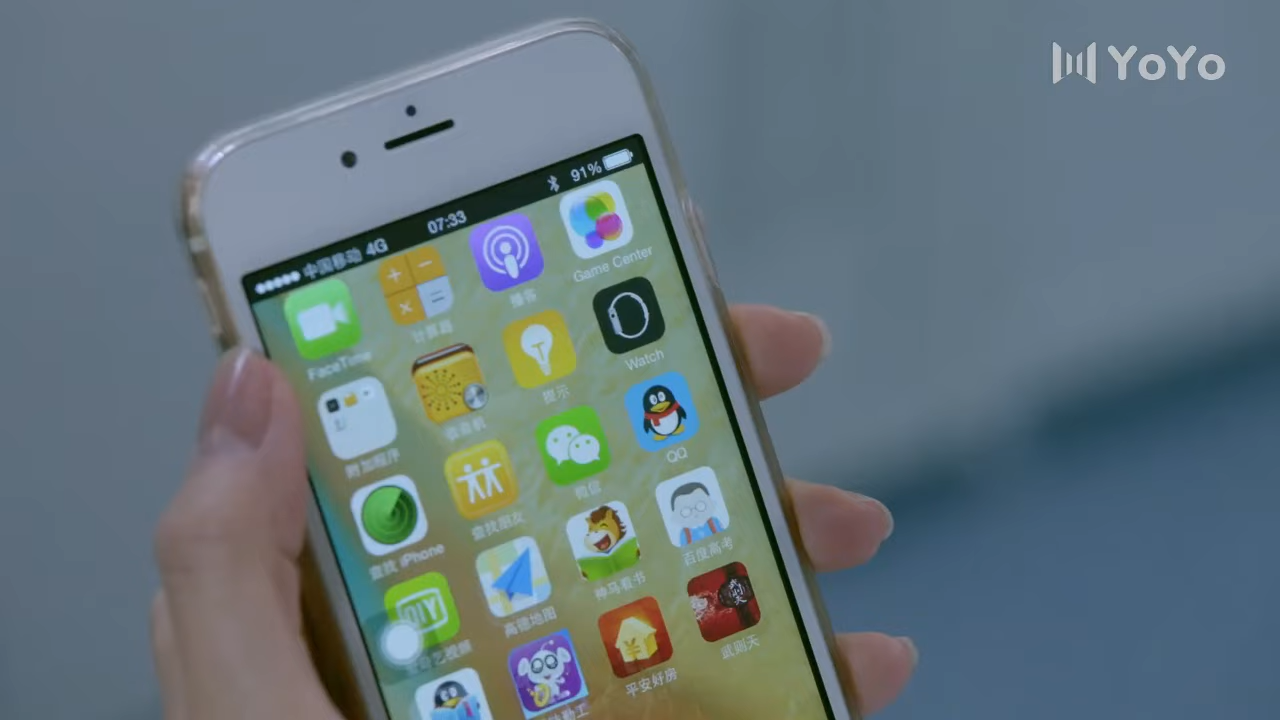 YoYo
中国移动 4G 07:33 91%
FaceTime 计算器 播客 Game Center
附加程序 收音机 提示 Watch
查找 iPhone 查找朋友 微信 QQ
高德地图 神马看书 百度高考
平安好房 武则天